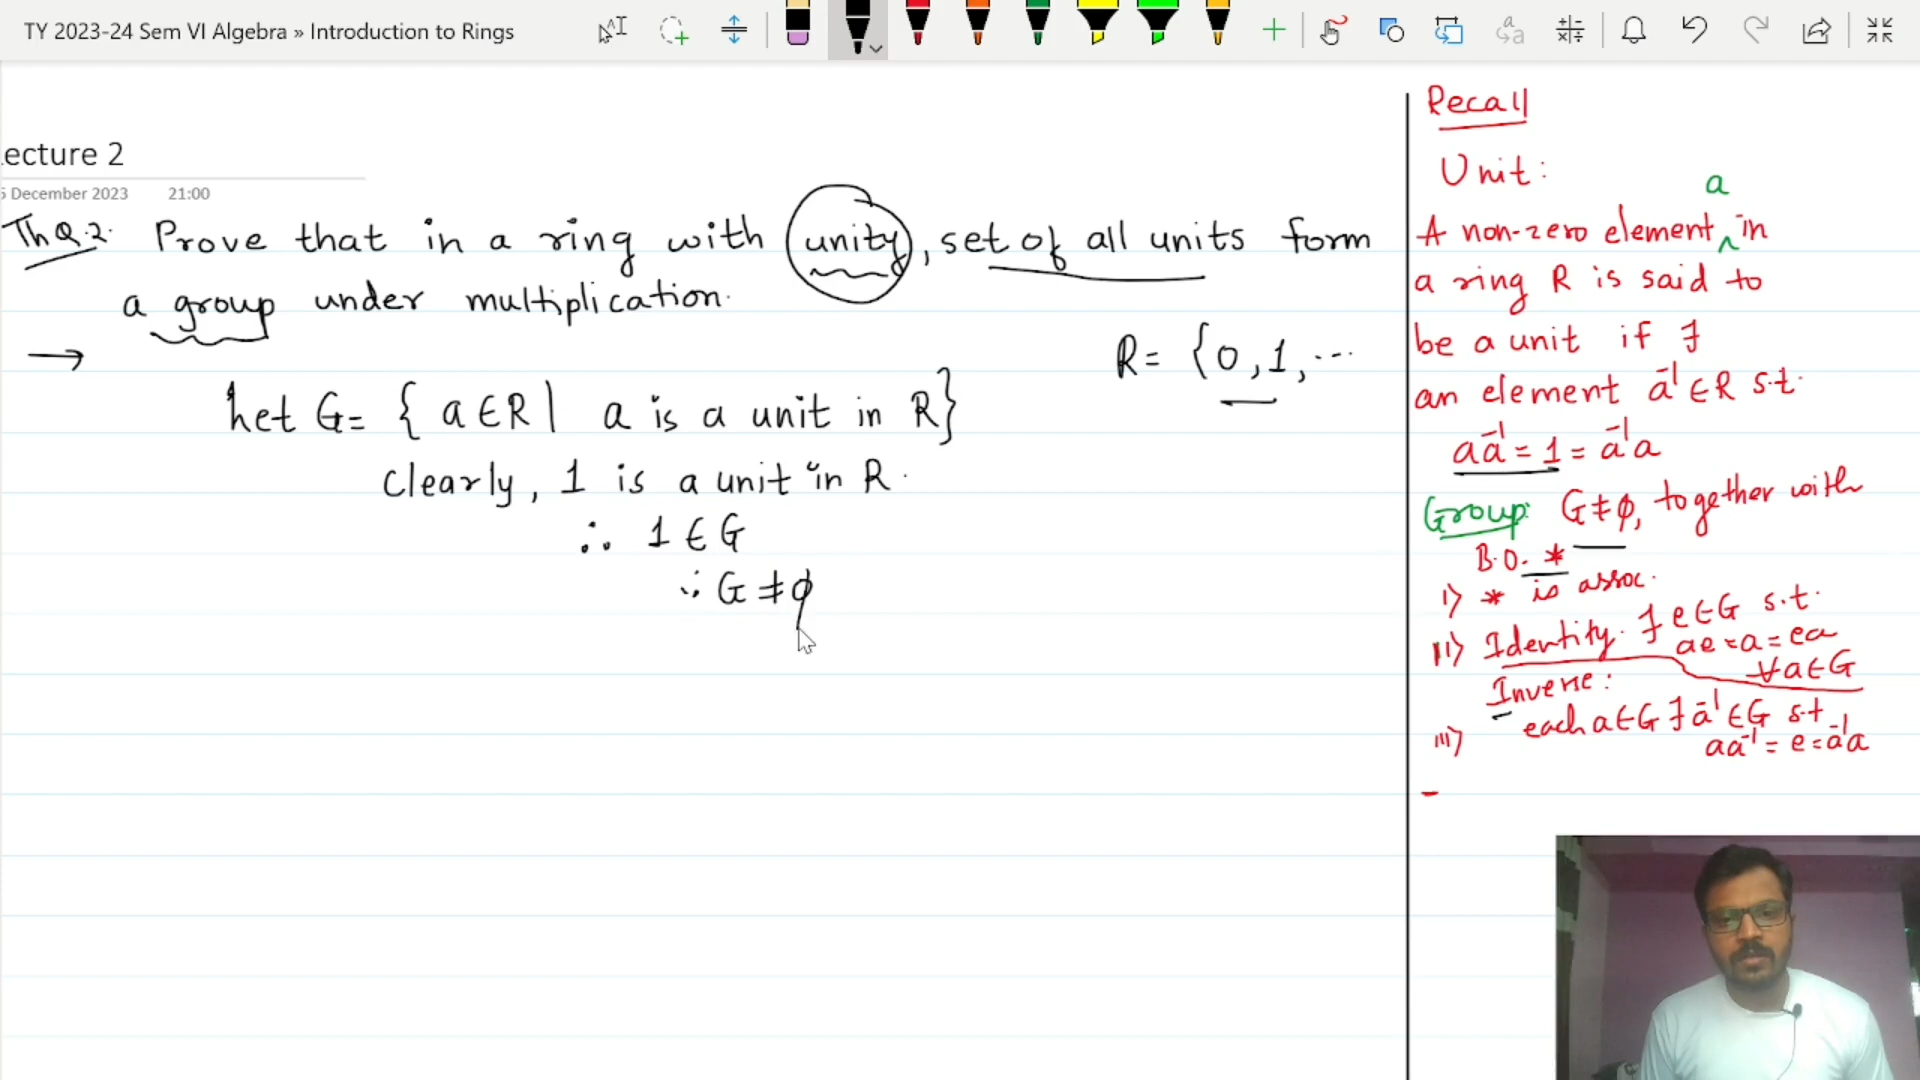 TY 2023-24 Sem VI Algebra » Introduction to Rings
ecture 2
December 2023 21:00
Th Q.2. Prove that in a ring with unity, set of all units form
a group under multiplication.
→
R = {0, 1, ...
Let G = { a ∈ R | a is a unit in R}
clearly, 1 is a unit in R.
∴ 1 ∈ G
∴ G ≠ φ
Recall
Unit:
a
A non-zero element ^ in
a ring R is said to
be a unit if ∃
an element a⁻¹ ∈ R s.t.
aa⁻¹ = 1 = a⁻¹a
Group: G ≠ φ, together with
B.O. *
i) * is assoc.
ii) Identity. ∃ e ∈ G s.t.
ae = a = ea
∀ a ∈ G
Inverse:
iii) each a ∈ G ∃ a⁻¹ ∈ G s.t
aa⁻¹ = e = a⁻¹a